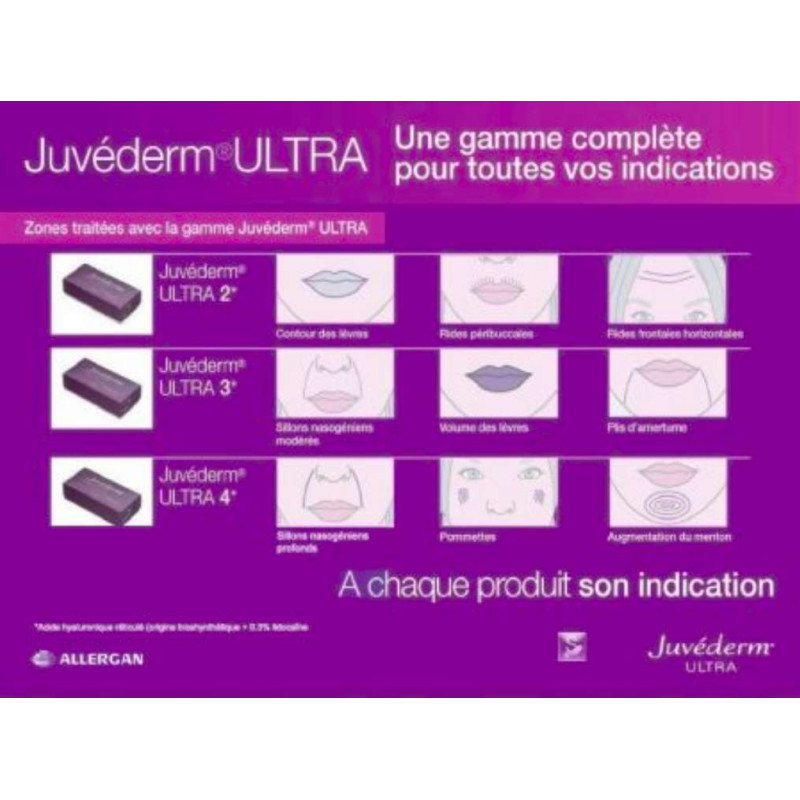 Juvéderm® ULTRA
Une gamme complète
pour toutes vos indications
Zones traitées avec la gamme Juvéderm® ULTRA
Juvéderm®
ULTRA 2*
Contour des lèvres
Rides péribuccales
Rides frontales horizontales
Juvéderm®
ULTRA 3*
Sillons nasogéniens
modérés
Volume des lèvres
Plis d'amertume
Juvéderm®
ULTRA 4*
Sillons nasogéniens
profonds
Pommettes
Augmentation du menton
A chaque produit son indication
*Acide hyaluronique réticulé (origine biosynthétique + 0.3% lidocaïne
ALLERGAN
Juvéderm®
ULTRA